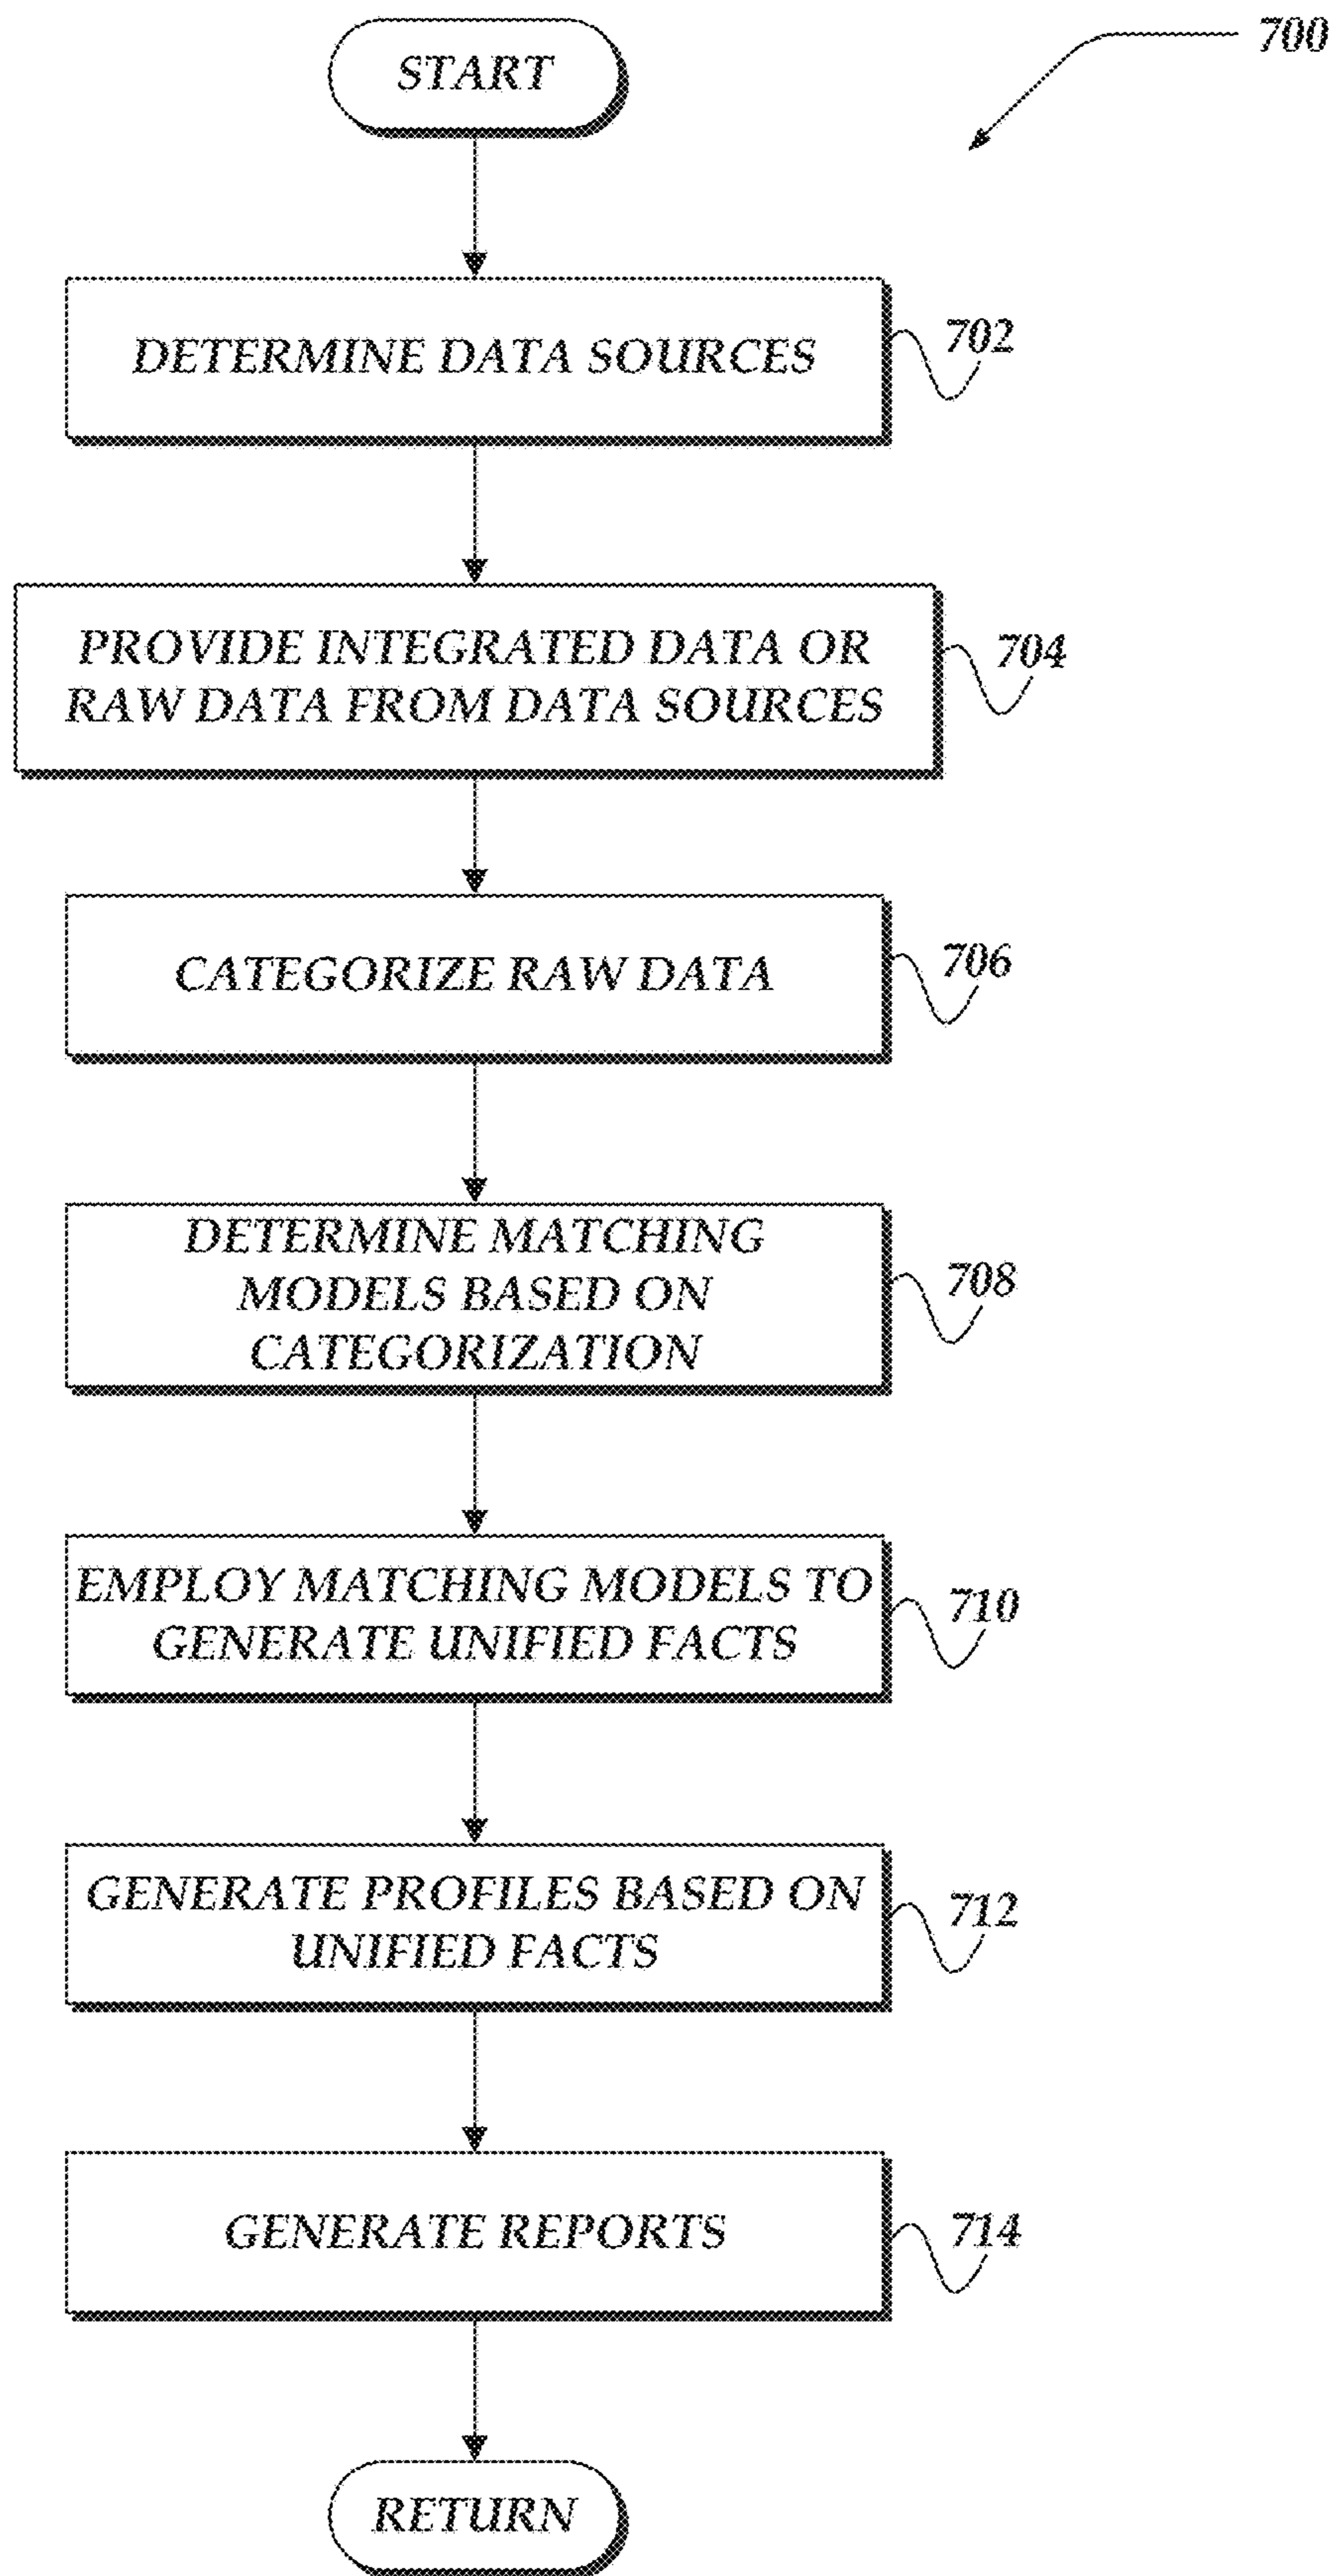 START
700
DETERMINE DATA SOURCES
702
PROVIDE INTEGRATED DATA OR
RAW DATA FROM DATA SOURCES
704
CATEGORIZE RAW DATA
706
DETERMINE MATCHING
MODELS BASED ON
CATEGORIZATION
708
EMPLOY MATCHING MODELS TO
GENERATE UNIFIED FACTS
710
GENERATE PROFILES BASED ON
UNIFIED FACTS
712
GENERATE REPORTS
714
RETURN